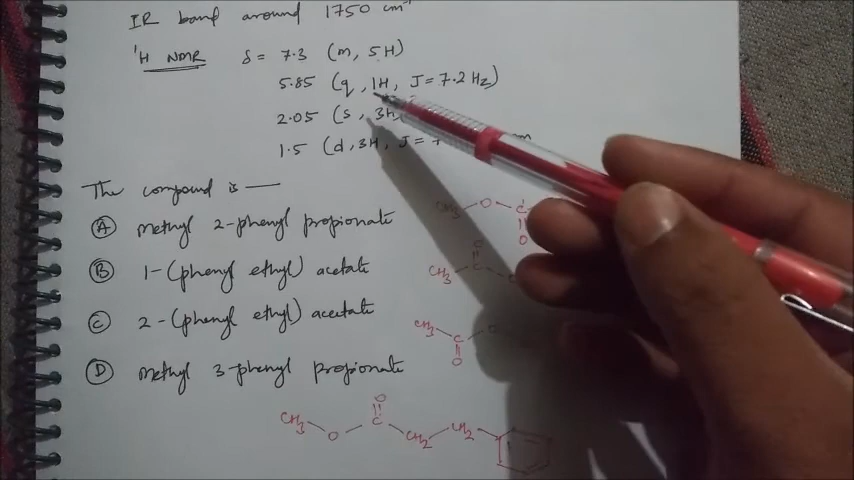 IR band around 1750 cm⁻¹
¹H NMR δ = 7.3 (m, 5H)
5.85 (q, 1H, J = 7.2 Hz)
2.05 (s, 3H)
1.5 (d, 3H, J =
The compound is —
(A) methyl 2-phenyl propionate
CH3 O C
O
(B) 1-(phenyl ethyl) acetate
O
CH3 C
(C) 2-(phenyl ethyl) acetate
CH3 C
O
(D) methyl 3-phenyl propionate
O
CH3 O C CH2 CH2